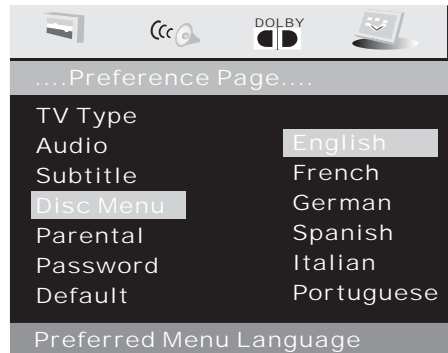 DOLBY
....Preference Page....
TV Type
Audio English
Subtitle French
Disc Menu German
Parental Spanish
Password Italian
Default Portuguese
Preferred Menu Language